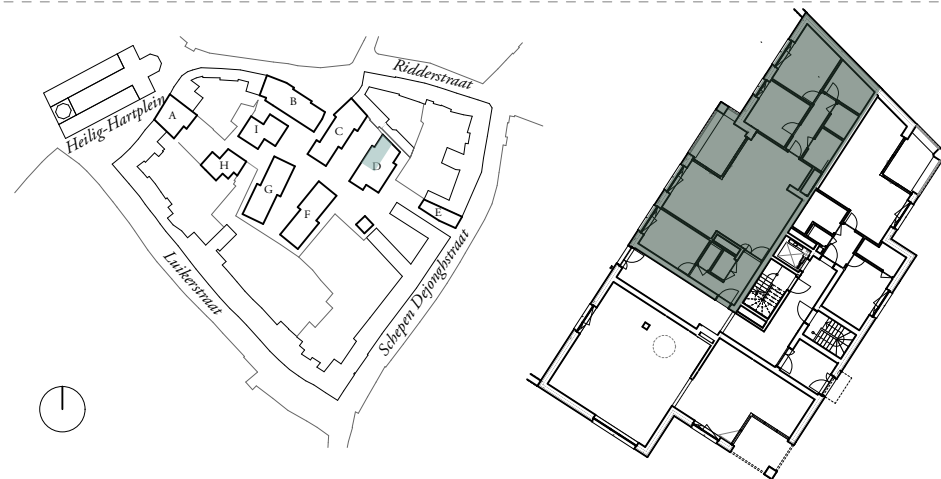 Ridderstraat
Heilig-Hartplein
A
B
I
C
H
D
G
F
E
Luikerstraat
Schepen Dejonghstraat